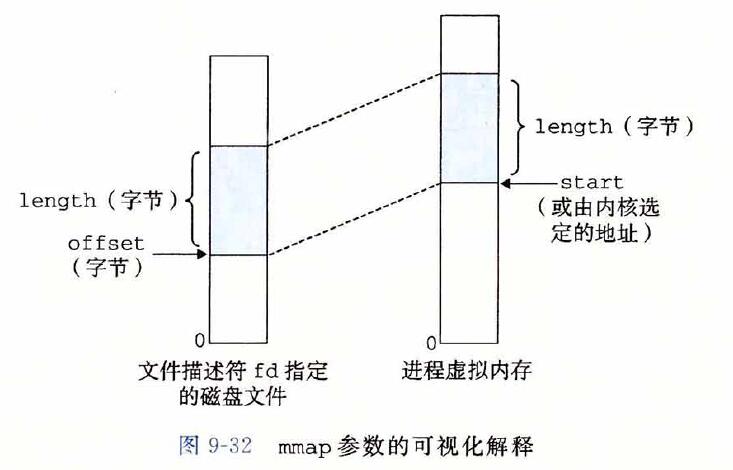 length（字节）
offset
（字节）
0
文件描述符 fd 指定
的磁盘文件
length（字节）
start
（或由内核选
定的地址）
0
进程虚拟内存
图 9-32 mmap 参数的可视化解释